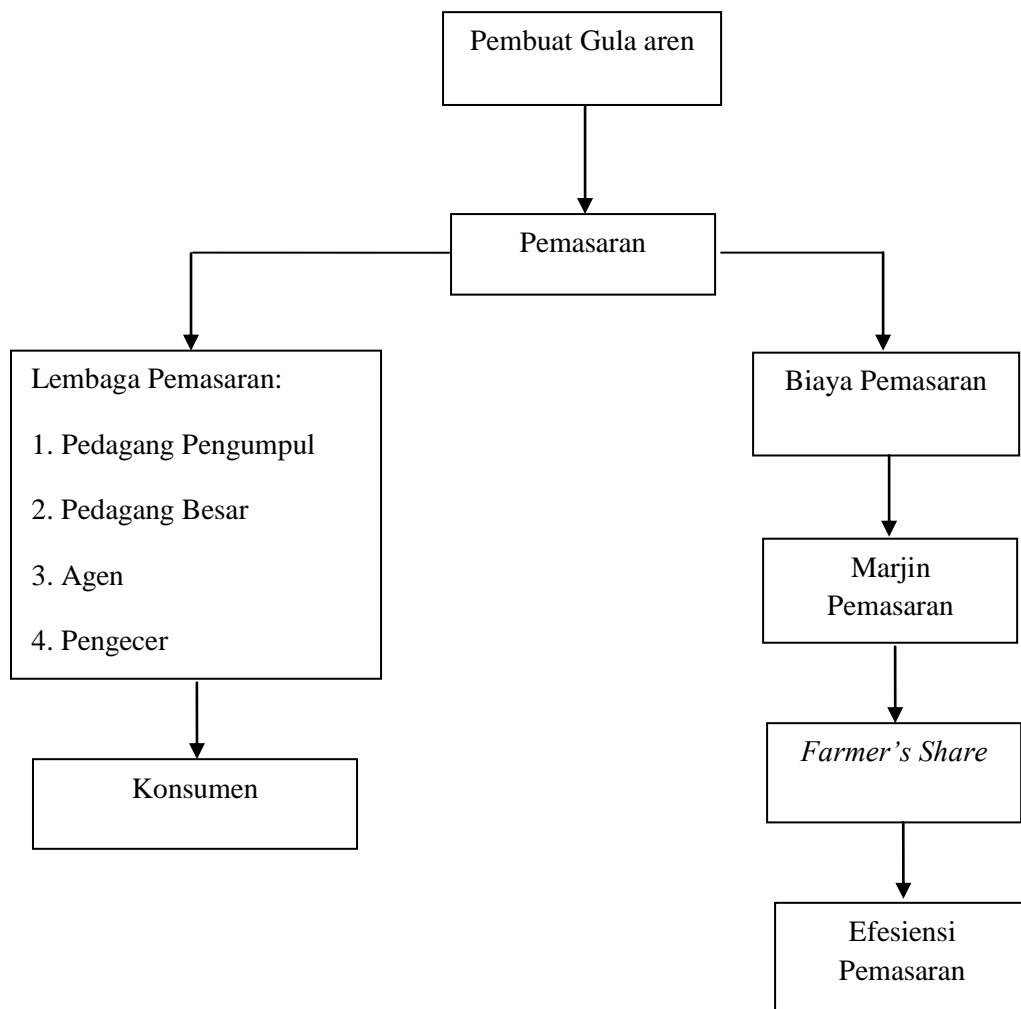 Pembuat Gula aren
Pemasaran
Lembaga Pemasaran:
1. Pedagang Pengumpul
2. Pedagang Besar
3. Agen
4. Pengecer
Konsumen
Biaya Pemasaran
Marjin
Pemasaran
Farmer’s Share
Efesiensi
Pemasaran